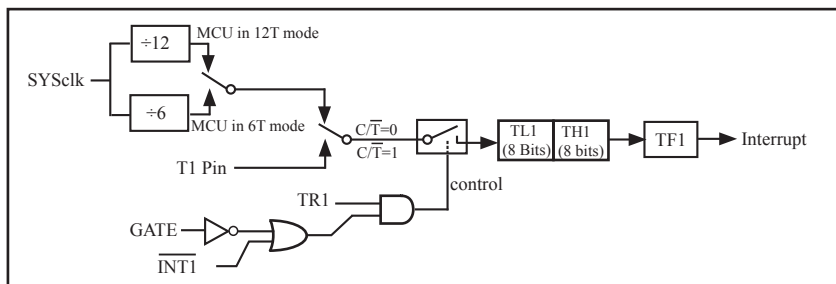 ÷12
MCU in 12T mode
SYSclk
÷6
MCU in 6T mode
C/T̅=0
C/T̅=1
T1 Pin
control
TL1
(8 Bits)
TH1
(8 bits)
TF1
Interrupt
TR1
GATE
I̅N̅T̅1̅